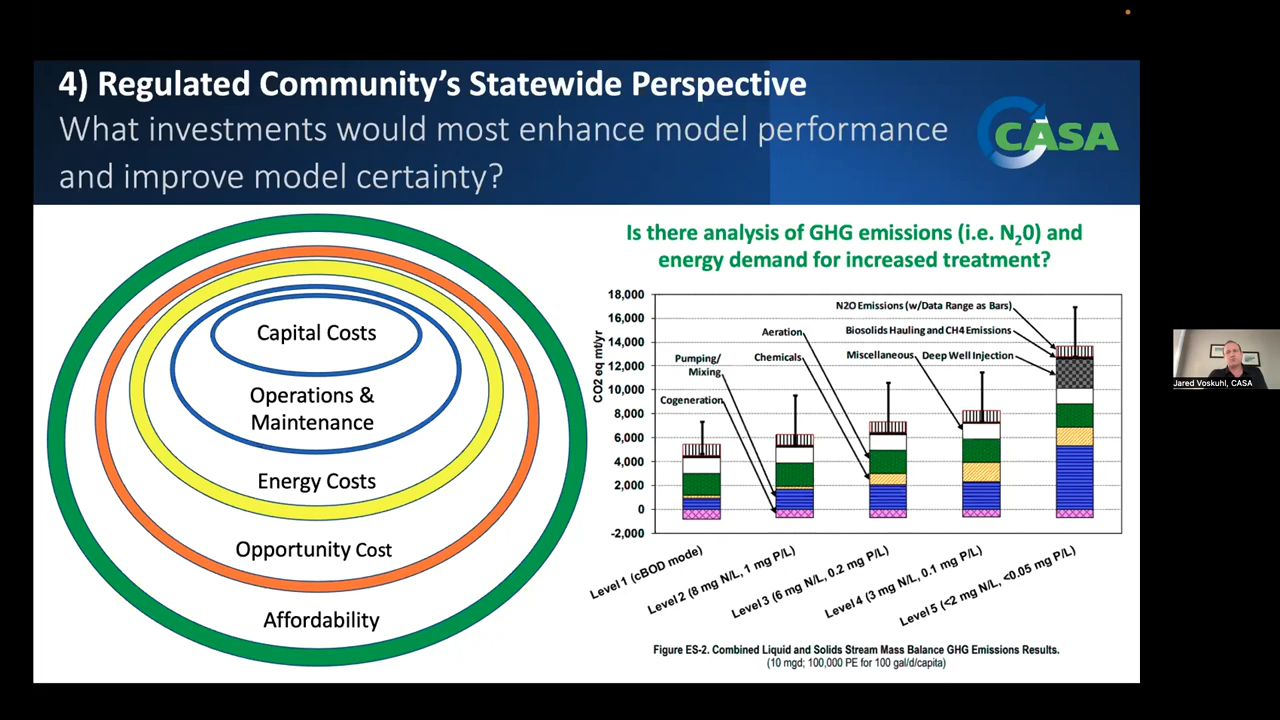 4) Regulated Community's Statewide Perspective
What investments would most enhance model performance
and improve model certainty?
CASA
Capital Costs
Operations &
Maintenance
Energy Costs
Opportunity Cost
Affordability
Is there analysis of GHG emissions (i.e. N20) and
energy demand for increased treatment?
CO2 eq mt/yr
18,000
16,000
14,000
12,000
10,000
8,000
6,000
4,000
2,000
0
-2,000
N2O Emissions (w/Data Range as Bars)
Biosolids Hauling and CH4 Emissions
Deep Well Injection
Miscellaneous
Aeration
Chemicals
Pumping/
Mixing
Cogeneration
Level 1 (cBOD mode)
Level 2 (8 mg N/L, 1 mg P/L)
Level 3 (6 mg N/L, 0.2 mg P/L)
Level 4 (3 mg N/L, 0.1 mg P/L)
Level 5 (<2 mg N/L, <0.05 mg P/L)
Figure ES-2. Combined Liquid and Solids Stream Mass Balance GHG Emissions Results.
(10 mgd; 100,000 PE for 100 gal/d/capita)
Jared Voskuhl, CASA